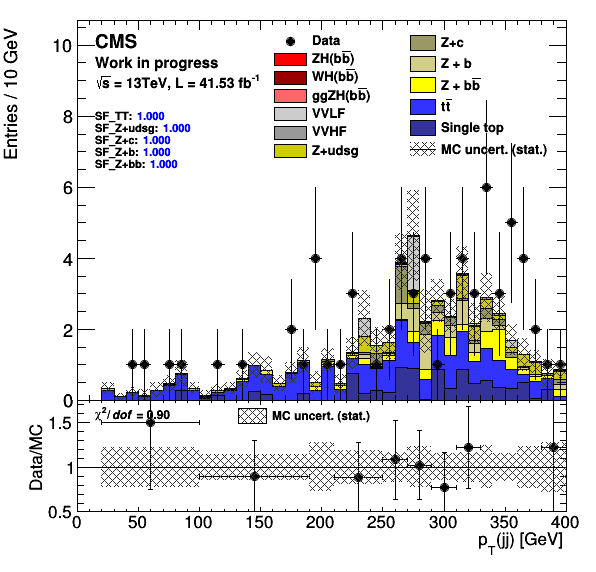 CMS
Work in progress
√s = 13TeV, L = 41.53 fb⁻¹
SF_TT: 1.000
SF_Z+udsg: 1.000
SF_Z+c: 1.000
SF_Z+b: 1.000
SF_Z+bb: 1.000
Data
ZH(bb̅)
WH(bb̅)
ggZH(bb̅)
VVLF
VVHF
Z+udsg
Z+c
Z + b
Z + bb̅
tt̅
Single top
MC uncert. (stat.)
Entries / 10 GeV
10
8
6
4
2
0
χ²/ dof = 0.90
MC uncert. (stat.)
Data/MC
1.5
1
0.5
0 50 100 150 200 250 300 350 400
p_T(jj) [GeV]